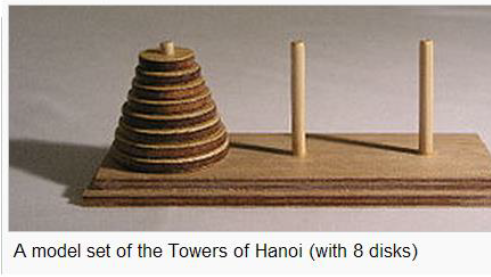 A model set of the Towers of Hanoi (with 8 disks)